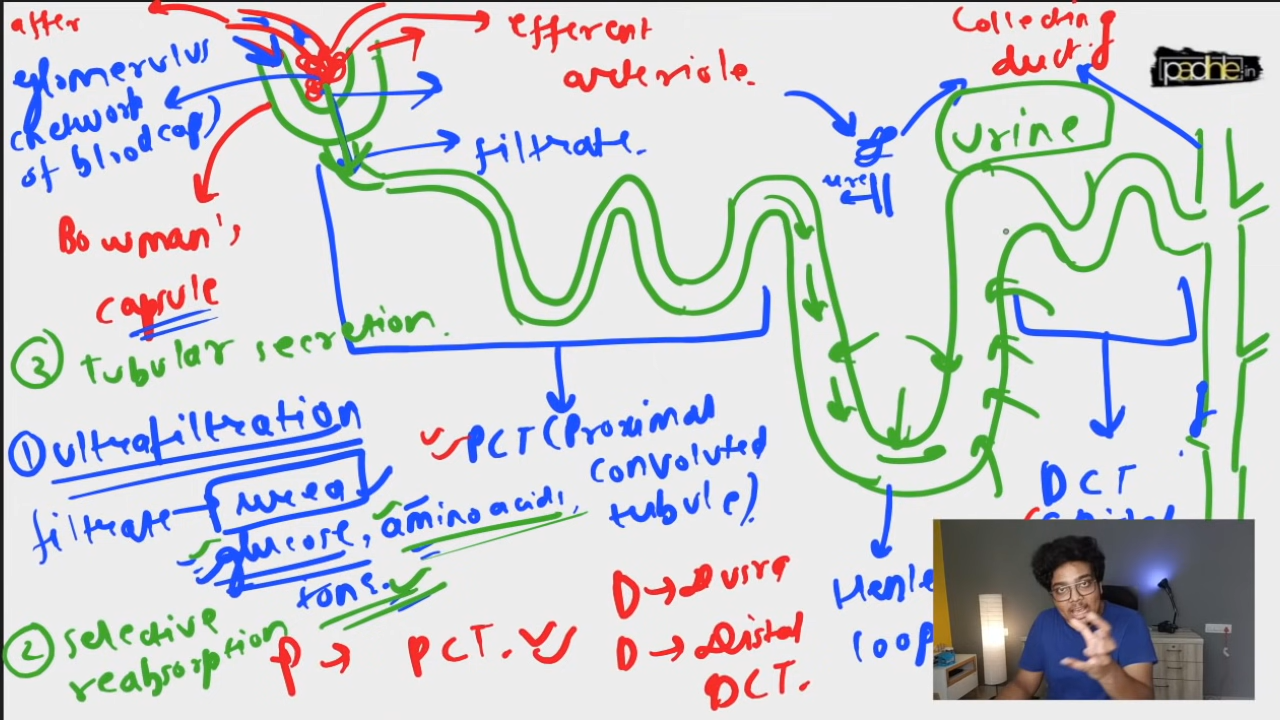 affer
glomerulus
(network
of blood cap)
Bowman's
capsule
efferent
arteriole.
filtrate.
Collecting
duct
urine
ure
padhle.in
③ tubular secretion.
① ultrafiltration
filtrate → urea
glucose, amino acids,
ions.
② selective
reabsorption
PCT (Proximal
convoluted
tubule).
P → PCT.
D → Dusra
D → Distal
DCT.
Henle
loop
DCT